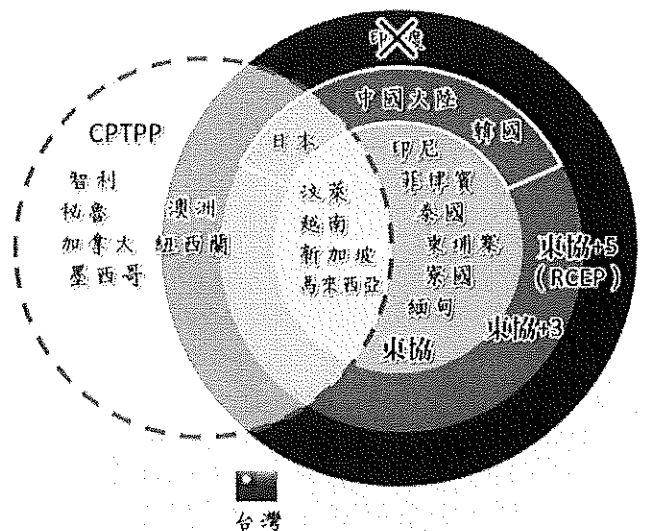 印度
中國大陸
韓國
CPTPP
日本
印尼
智利
汶萊
菲律賓
秘魯
澳洲
越南
泰國
加拿大
紐西蘭
新加坡
柬埔寨
東協+5
(RCEP)
墨西哥
馬來西亞
寮國
緬甸
東協+3
東協
台灣